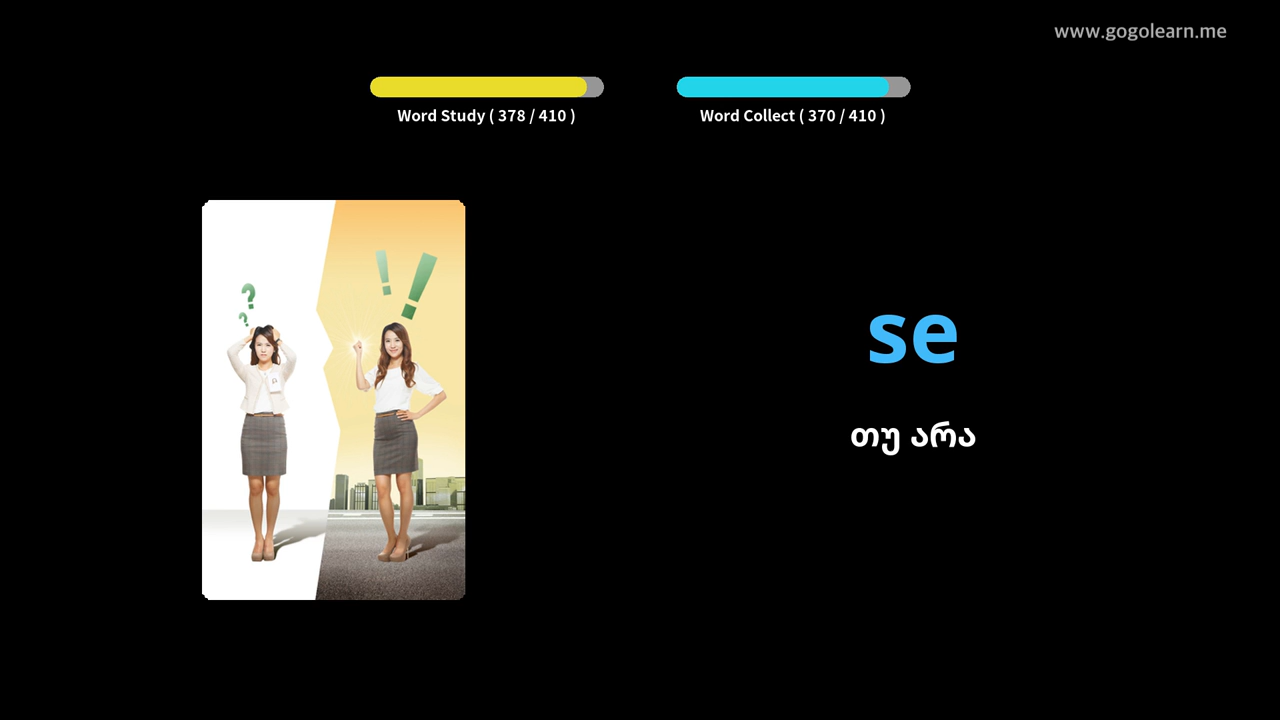 www.gogolearn.me
Word Study ( 378 / 410 )
Word Collect ( 370 / 410 )
? ?
! !
se
თუ არა